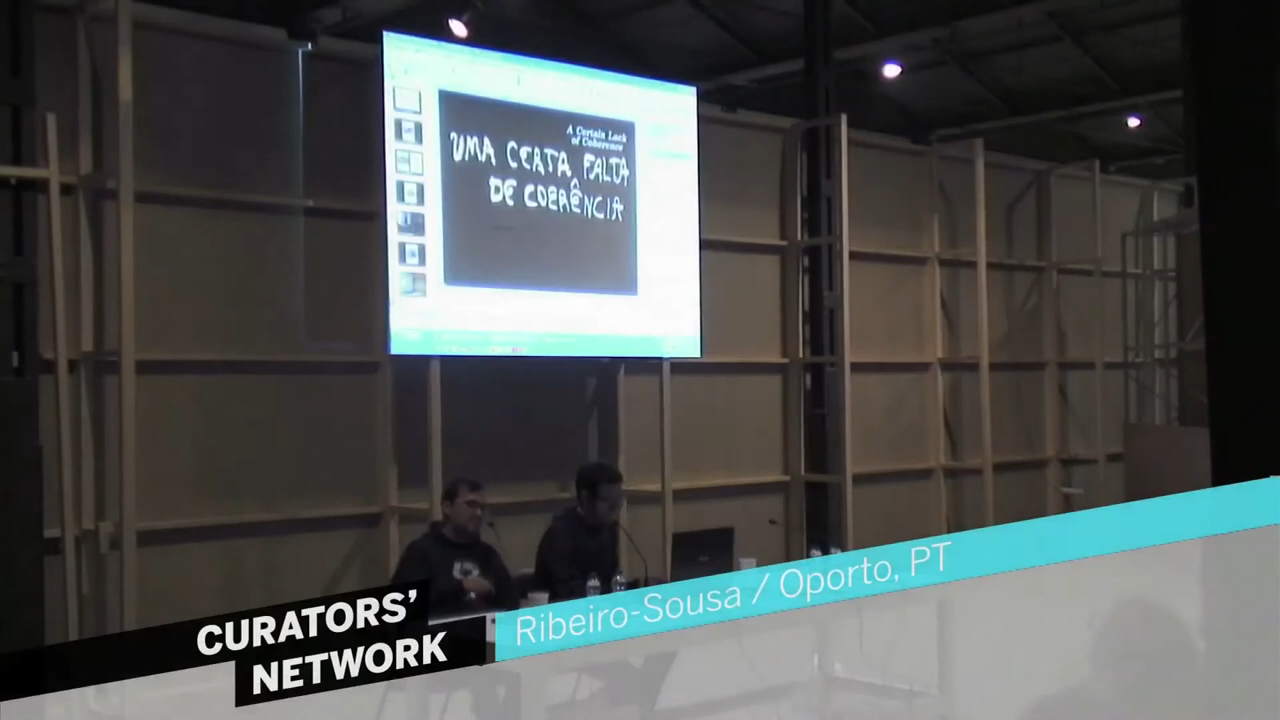 A Certain Lack
of Coherence
UMA CERTA FALTA
DE COERÊNCIA
CURATORS'
NETWORK
Ribeiro-Sousa / Oporto, PT